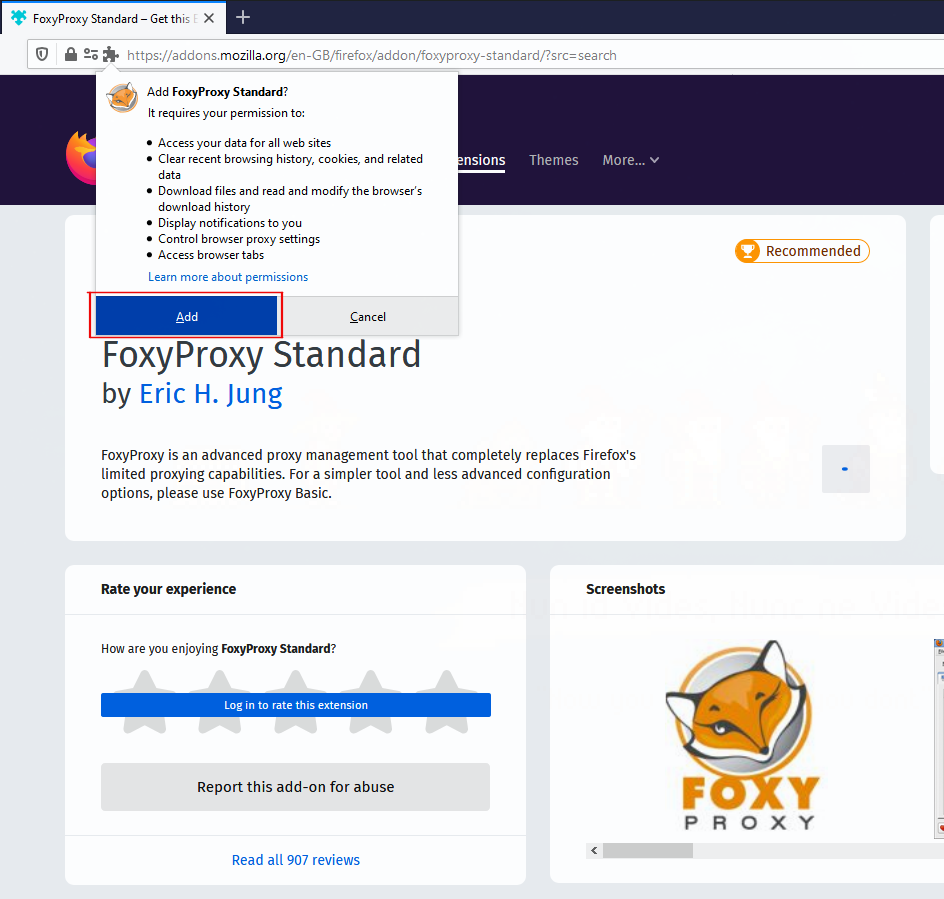 FoxyProxy Standard – Get this E
https://addons.mozilla.org/en-GB/firefox/addon/foxyproxy-standard/?src=search
Add FoxyProxy Standard?
It requires your permission to:
Access your data for all web sites
Clear recent browsing history, cookies, and related
data
Download files and read and modify the browser's
download history
Display notifications to you
Control browser proxy settings
Access browser tabs
Learn more about permissions
Add
Cancel
ensions
Themes
More...
Recommended
FoxyProxy Standard
by Eric H. Jung
FoxyProxy is an advanced proxy management tool that completely replaces Firefox's
limited proxying capabilities. For a simpler tool and less advanced configuration
options, please use FoxyProxy Basic.
Rate your experience
How are you enjoying FoxyProxy Standard?
Log in to rate this extension
Report this add-on for abuse
Read all 907 reviews
Screenshots
FOXY
PROXY